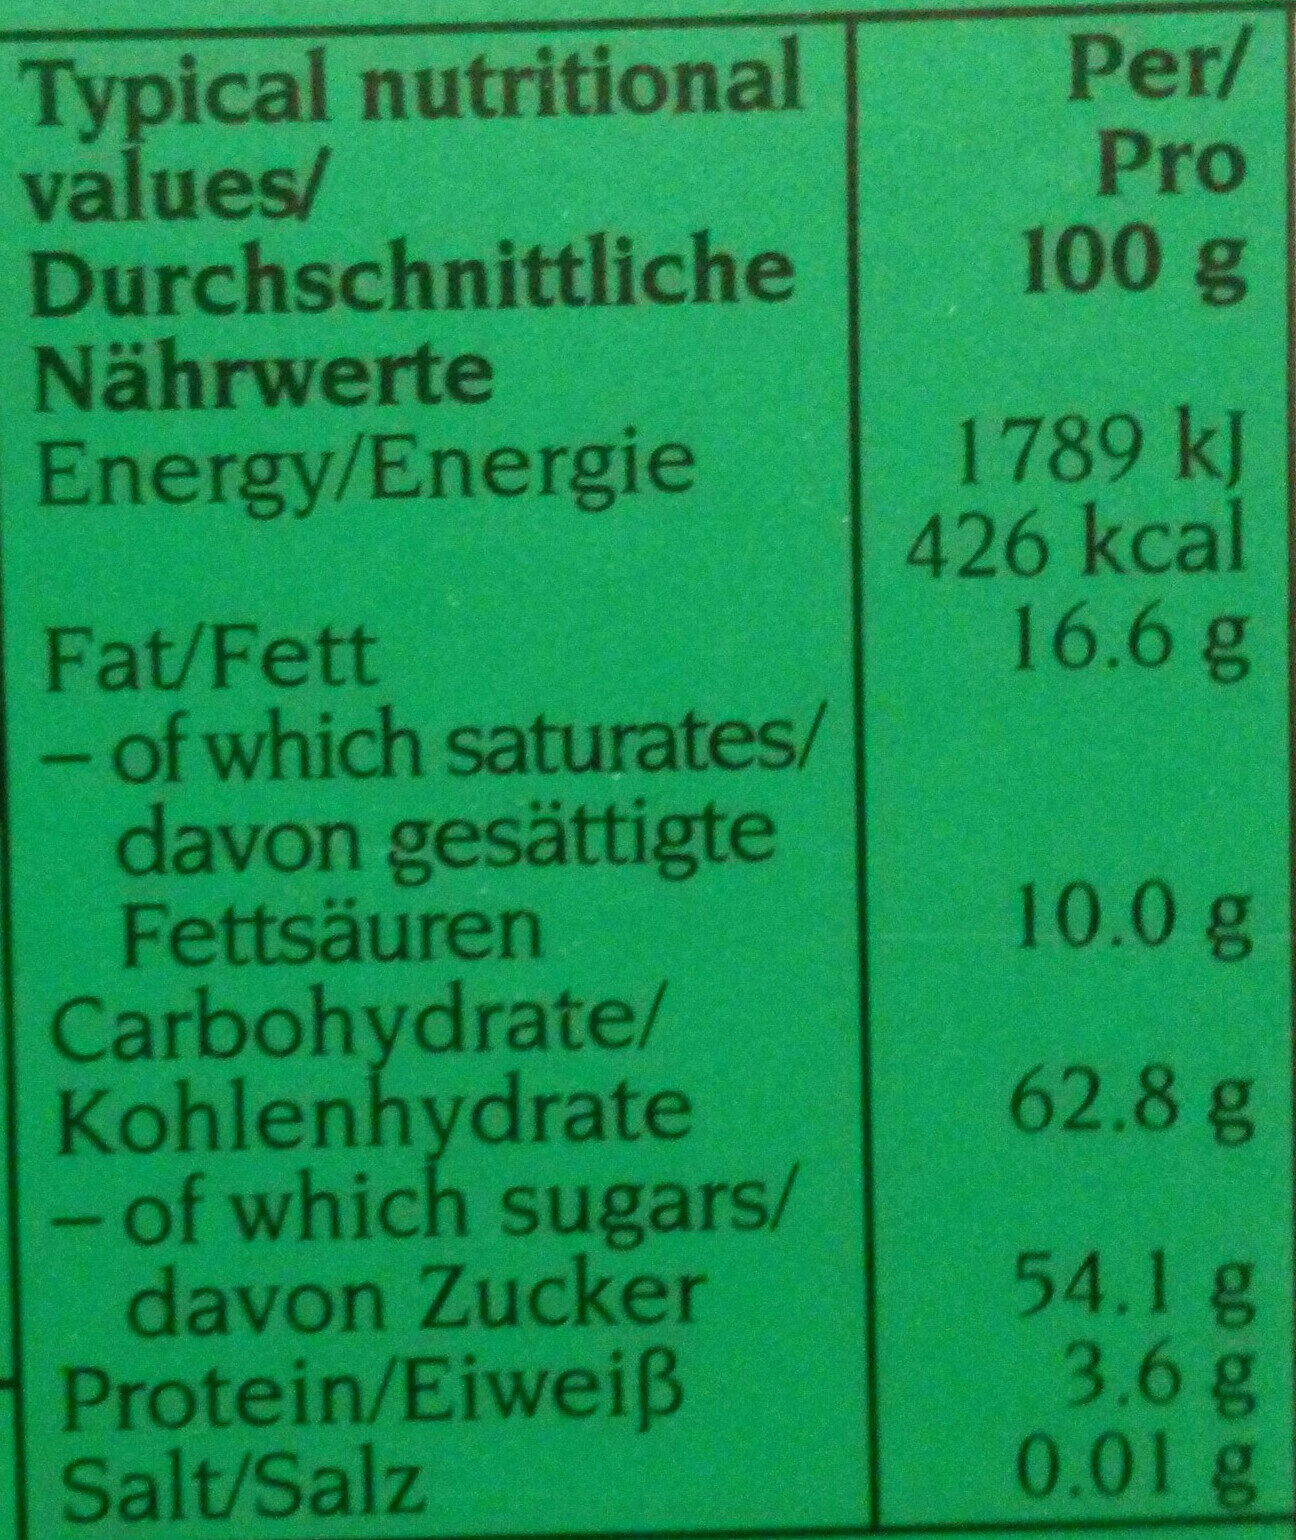 Typical nutritional Per/
values/ Pro
Durchschnittliche 100 g
Nährwerte
Energy/Energie 1789 kJ
426 kcal
Fat/Fett 16.6 g
– of which saturates/
davon gesättigte
Fettsäuren 10.0 g
Carbohydrate/
Kohlenhydrate 62.8 g
– of which sugars/
davon Zucker 54.1 g
Protein/Eiweiß 3.6 g
Salt/Salz 0.01 g